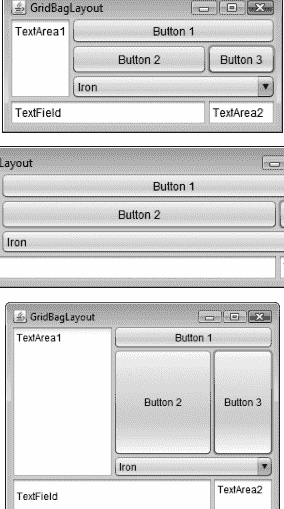 GridBagLayout
TextArea1
Button 1
Button 2
Button 3
Iron
TextField
TextArea2
Layout
Button 1
Button 2
Iron
GridBagLayout
TextArea1
Button 1
Button 2
Button 3
Iron
TextField
TextArea2